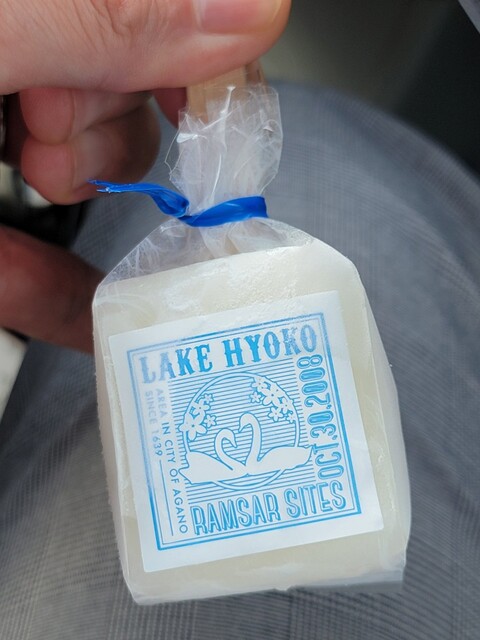 LAKE HYOKO
AREA IN CITY OF AGANO
SINCE 1639
OCT.30.2008
RAMSAR SITES